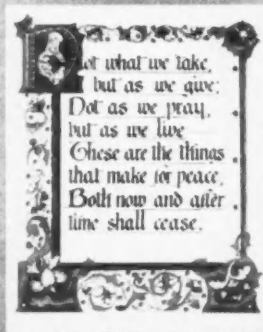 Not what we take,
but as we give;
Not as we pray,
but as we live
These are the things
that make for peace,
Both now and after
time shall cease.